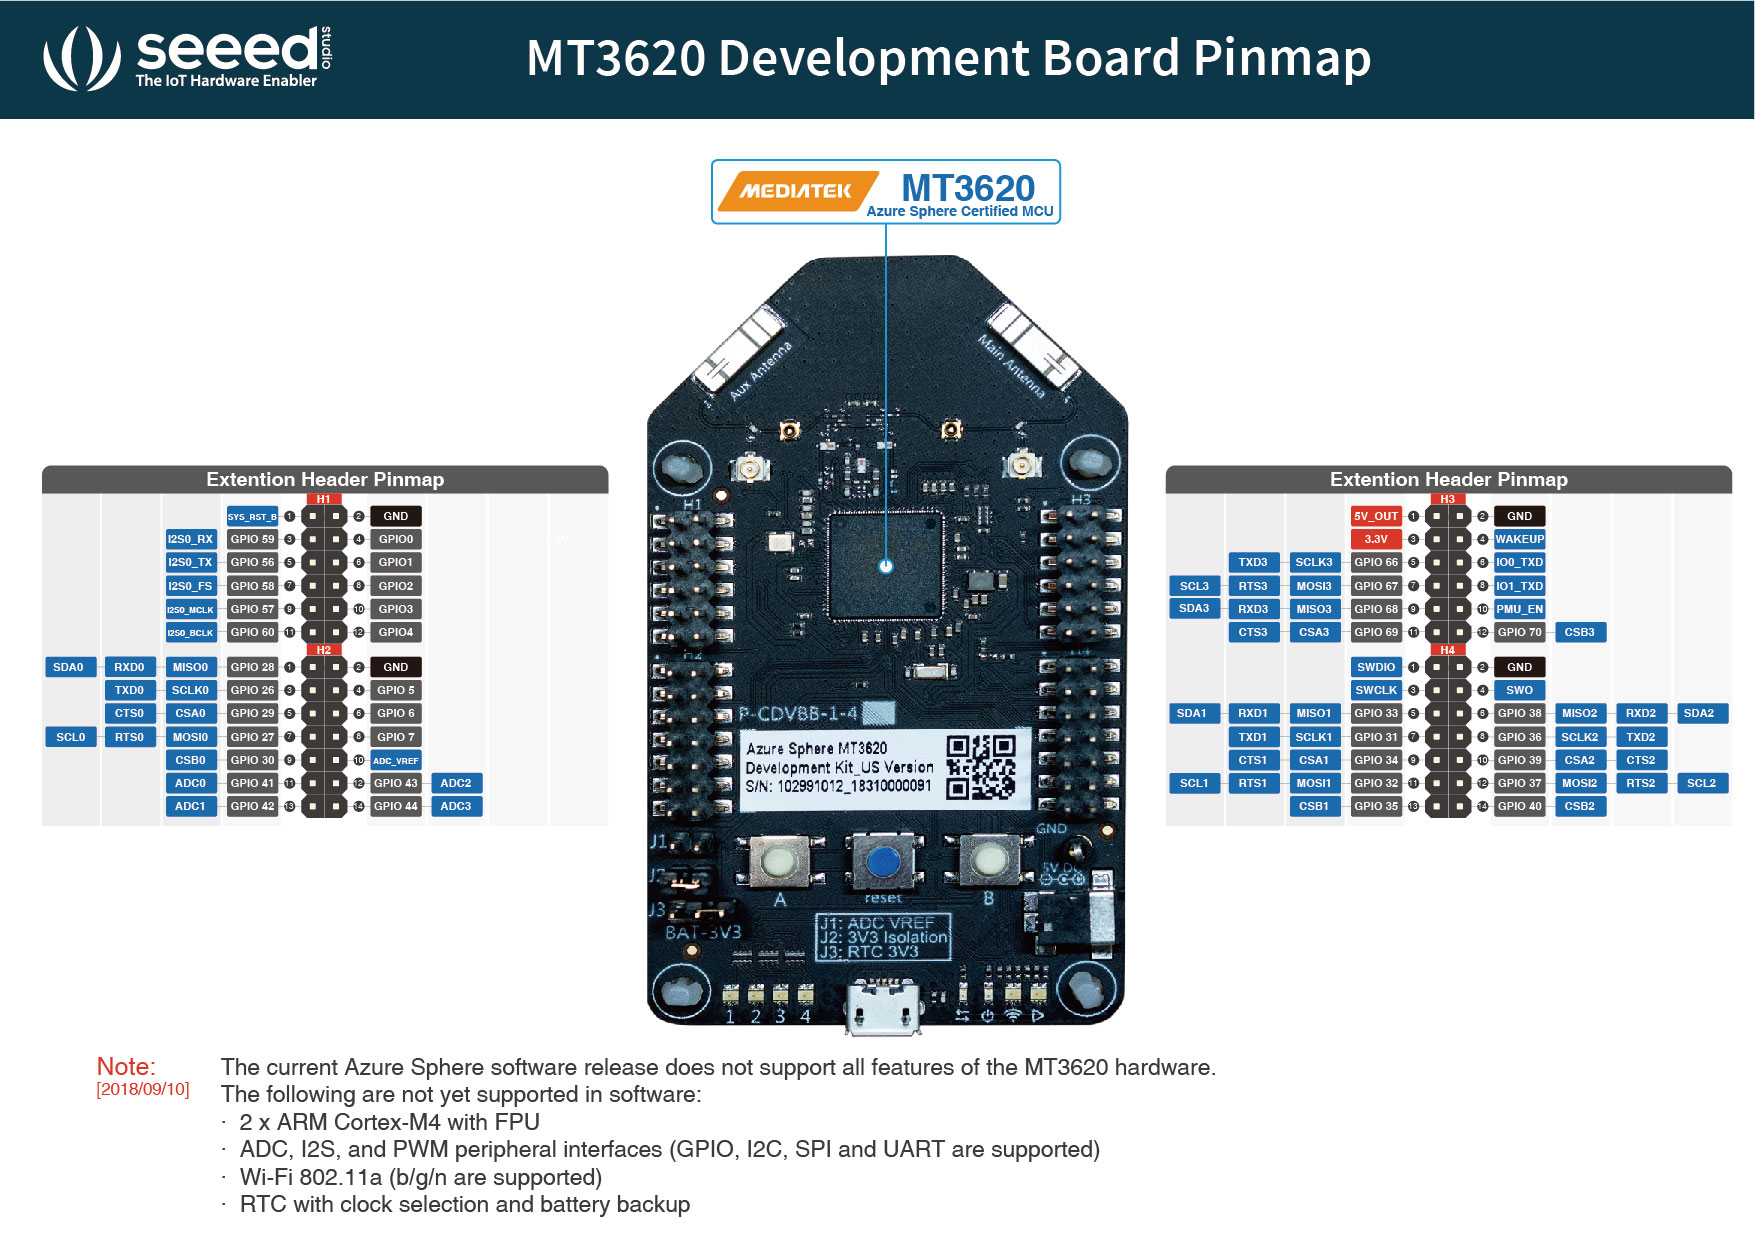 seeed studio
The IoT Hardware Enabler
MT3620 Development Board Pinmap
MEDIATEK MT3620
Azure Sphere Certified MCU
Aux Antenna
Main Antenna
Extention Header Pinmap
H1
SYS_RST_B 1 2 GND
I2S0_RX GPIO 59 3 4 GPIO0
I2S0_TX GPIO 56 5 6 GPIO1
I2S0_FS GPIO 58 7 8 GPIO2
I2S0_MCLK GPIO 57 9 10 GPIO3
I2S0_BCLK GPIO 60 11 12 GPIO4
H2
SDA0 RXD0 MISO0 GPIO 28 1 2 GND
TXD0 SCLK0 GPIO 26 3 4 GPIO 5
CTS0 CSA0 GPIO 29 5 6 GPIO 6
SCL0 RTS0 MOSI0 GPIO 27 7 8 GPIO 7
CSB0 GPIO 30 9 10 ADC_VREF
ADC0 GPIO 41 11 12 GPIO 43 ADC2
ADC1 GPIO 42 13 14 GPIO 44 ADC3
3.3V
H1
H3
P-CDVBB-1-4
Azure Sphere MT3620
Development Kit_US Version
S/N: 102991012_18310000091
GND
J1
J2
5V DC
A
reset
B
J3
BAT-3V3
J1: ADC VREF
J2: 3V3 Isolation
J3: RTC 3V3
1 2 3 4
Extention Header Pinmap
H3
5V_OUT 1 2 GND
3.3V 3 4 WAKEUP
TXD3 SCLK3 GPIO 66 5 6 IO0_TXD
SCL3 RTS3 MOSI3 GPIO 67 7 8 IO1_TXD
SDA3 RXD3 MISO3 GPIO 68 9 10 PMU_EN
CTS3 CSA3 GPIO 69 11 12 GPIO 70 CSB3
H4
SWDIO 1 2 GND
SWCLK 3 4 SWO
SDA1 RXD1 MISO1 GPIO 33 5 6 GPIO 38 MISO2 RXD2 SDA2
TXD1 SCLK1 GPIO 31 7 8 GPIO 36 SCLK2 TXD2
CTS1 CSA1 GPIO 34 9 10 GPIO 39 CSA2 CTS2
SCL1 RTS1 MOSI1 GPIO 32 11 12 GPIO 37 MOSI2 RTS2 SCL2
CSB1 GPIO 35 13 14 GPIO 40 CSB2
Note:
[2018/09/10]
The current Azure Sphere software release does not support all features of the MT3620 hardware.
The following are not yet supported in software:
· 2 x ARM Cortex-M4 with FPU
· ADC, I2S, and PWM peripheral interfaces (GPIO, I2C, SPI and UART are supported)
· Wi-Fi 802.11a (b/g/n are supported)
· RTC with clock selection and battery backup